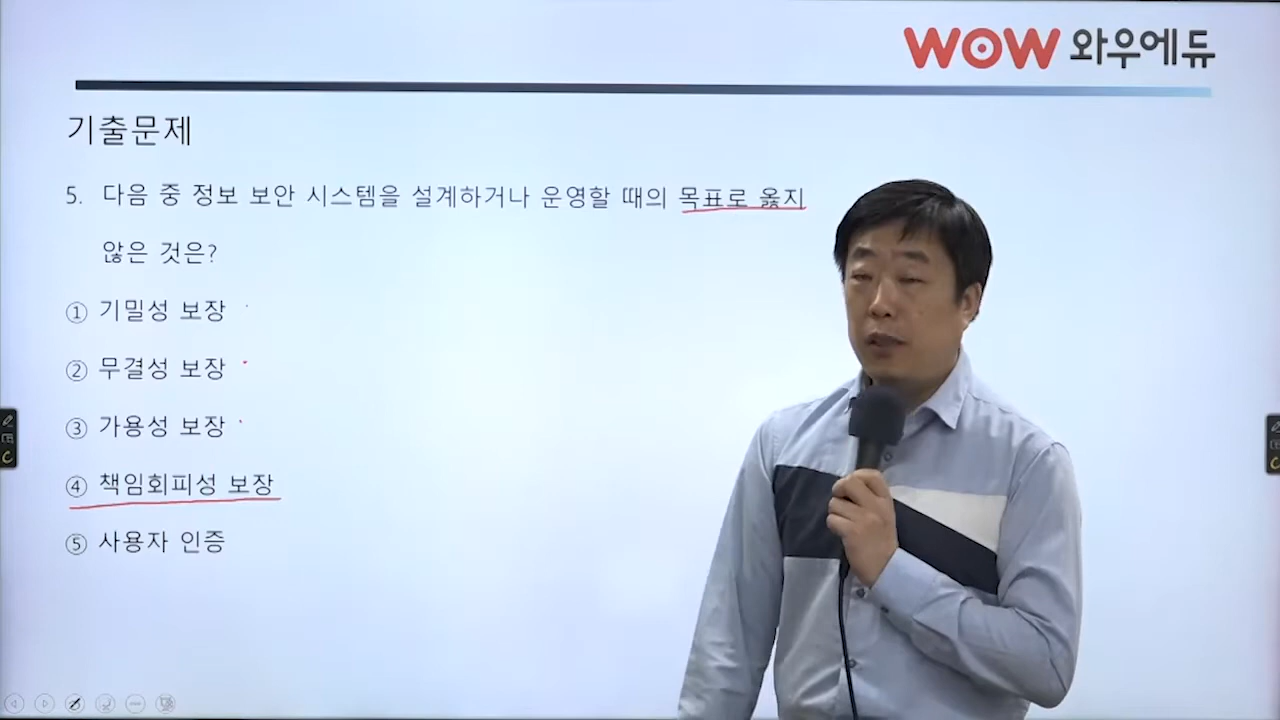 WOW 와우에듀
기출문제
5. 다음 중 정보 보안 시스템을 설계하거나 운영할 때의 목표로 옳지
않은 것은?
① 기밀성 보장
② 무결성 보장
③ 가용성 보장
④ 책임회피성 보장
⑤ 사용자 인증